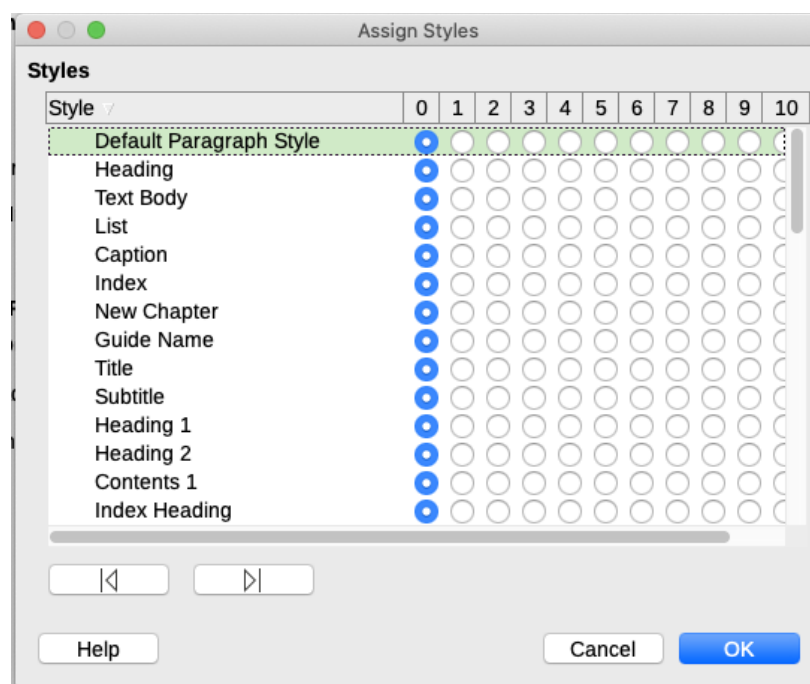 Assign Styles
Styles
Style 0 1 2 3 4 5 6 7 8 9 10
Default Paragraph Style
Heading
Text Body
List
Caption
Index
New Chapter
Guide Name
Title
Subtitle
Heading 1
Heading 2
Contents 1
Index Heading
Help Cancel OK